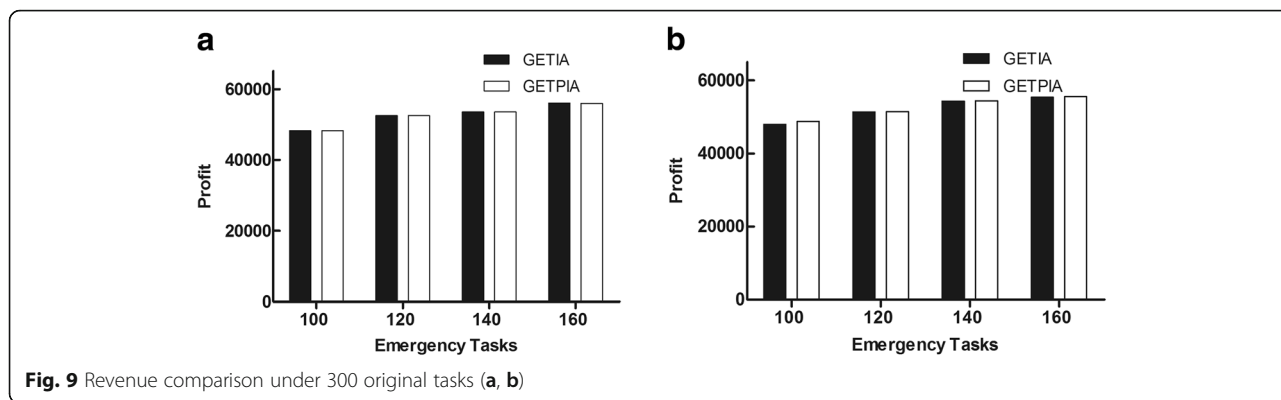 a
GETIA
GETPIA
60000
40000
20000
0
Profit
100 120 140 160
Emergency Tasks
b
GETIA
GETPIA
60000
40000
20000
0
Profit
100 120 140 160
Emergency Tasks
Fig. 9 Revenue comparison under 300 original tasks (a, b)